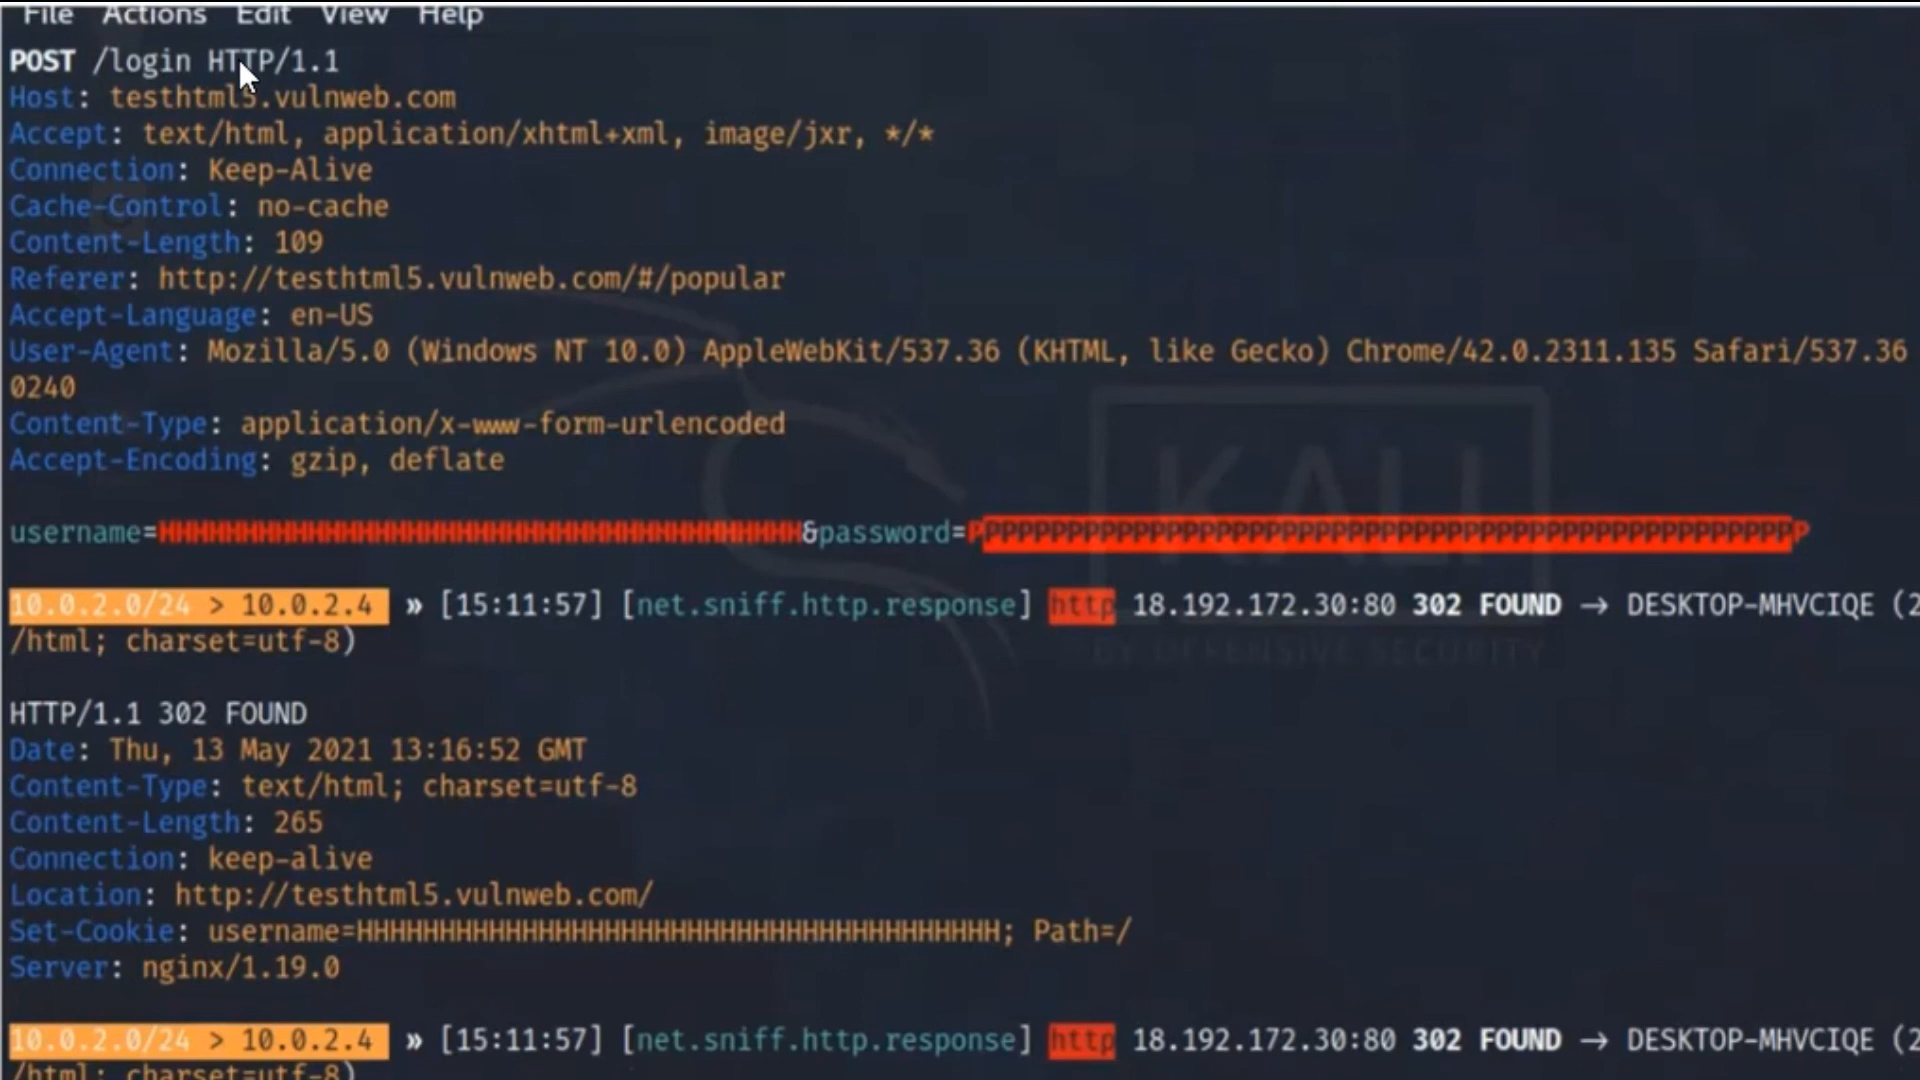 File Actions Edit View Help
POST /login HTTP/1.1
Host: testhtml5.vulnweb.com
Accept: text/html, application/xhtml+xml, image/jxr, */*
Connection: Keep-Alive
Cache-Control: no-cache
Content-Length: 109
Referer: http://testhtml5.vulnweb.com/#/popular
Accept-Language: en-US
User-Agent: Mozilla/5.0 (Windows NT 10.0) AppleWebKit/537.36 (KHTML, like Gecko) Chrome/42.0.2311.135 Safari/537.36
0240
Content-Type: application/x-www-form-urlencoded
Accept-Encoding: gzip, deflate
username=HHHHHHHHHHHHHHHHHHHHHHHHHHHHHHHHHHHHHHH&password=PPPPPPPPPPPPPPPPPPPPPPPPPPPPPPPPPPPPPPPPPPPPPPPPPPP
10.0.2.0/24 > 10.0.2.4 » [15:11:57] [net.sniff.http.response] http 18.192.172.30:80 302 FOUND → DESKTOP-MHVCIQE (2
/html; charset=utf-8)
KALI
BY OFFENSIVE SECURITY
HTTP/1.1 302 FOUND
Date: Thu, 13 May 2021 13:16:52 GMT
Content-Type: text/html; charset=utf-8
Content-Length: 265
Connection: keep-alive
Location: http://testhtml5.vulnweb.com/
Set-Cookie: username=HHHHHHHHHHHHHHHHHHHHHHHHHHHHHHHHHHHHHHH; Path=/
Server: nginx/1.19.0
10.0.2.0/24 > 10.0.2.4 » [15:11:57] [net.sniff.http.response] http 18.192.172.30:80 302 FOUND → DESKTOP-MHVCIQE (2
/html; charset=utf-8)